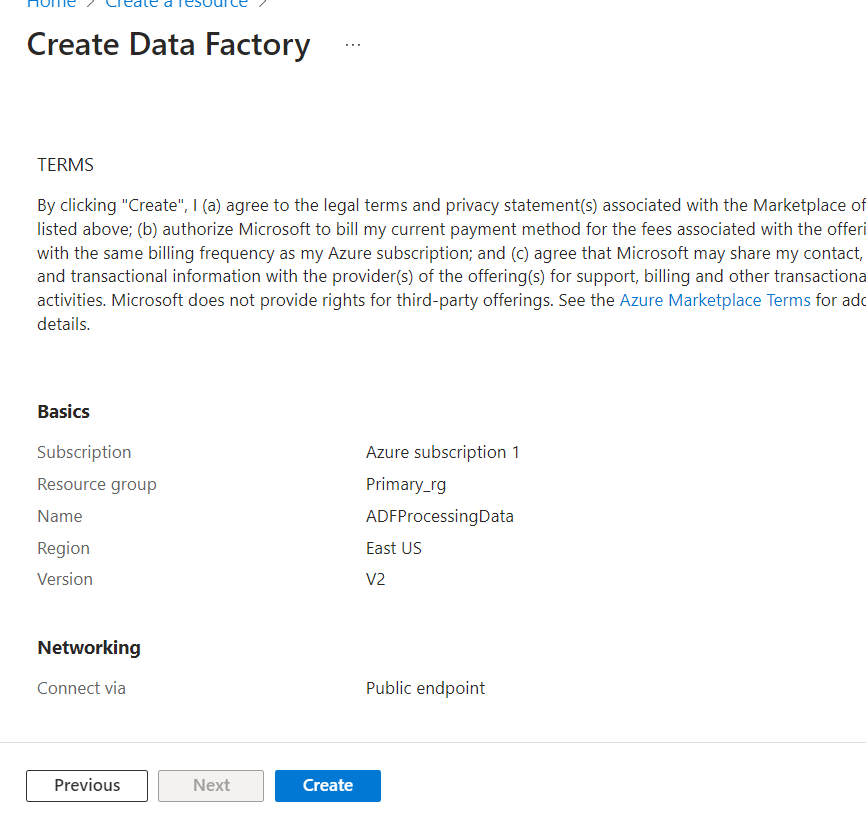 Home > Create a resource >
Create Data Factory ...
TERMS
By clicking "Create", I (a) agree to the legal terms and privacy statement(s) associated with the Marketplace of
listed above; (b) authorize Microsoft to bill my current payment method for the fees associated with the offeri
with the same billing frequency as my Azure subscription; and (c) agree that Microsoft may share my contact,
and transactional information with the provider(s) of the offering(s) for support, billing and other transactiona
activities. Microsoft does not provide rights for third-party offerings. See the Azure Marketplace Terms for add
details.
Basics
Subscription Azure subscription 1
Resource group Primary_rg
Name ADFProcessingData
Region East US
Version V2
Networking
Connect via Public endpoint
Previous Next Create